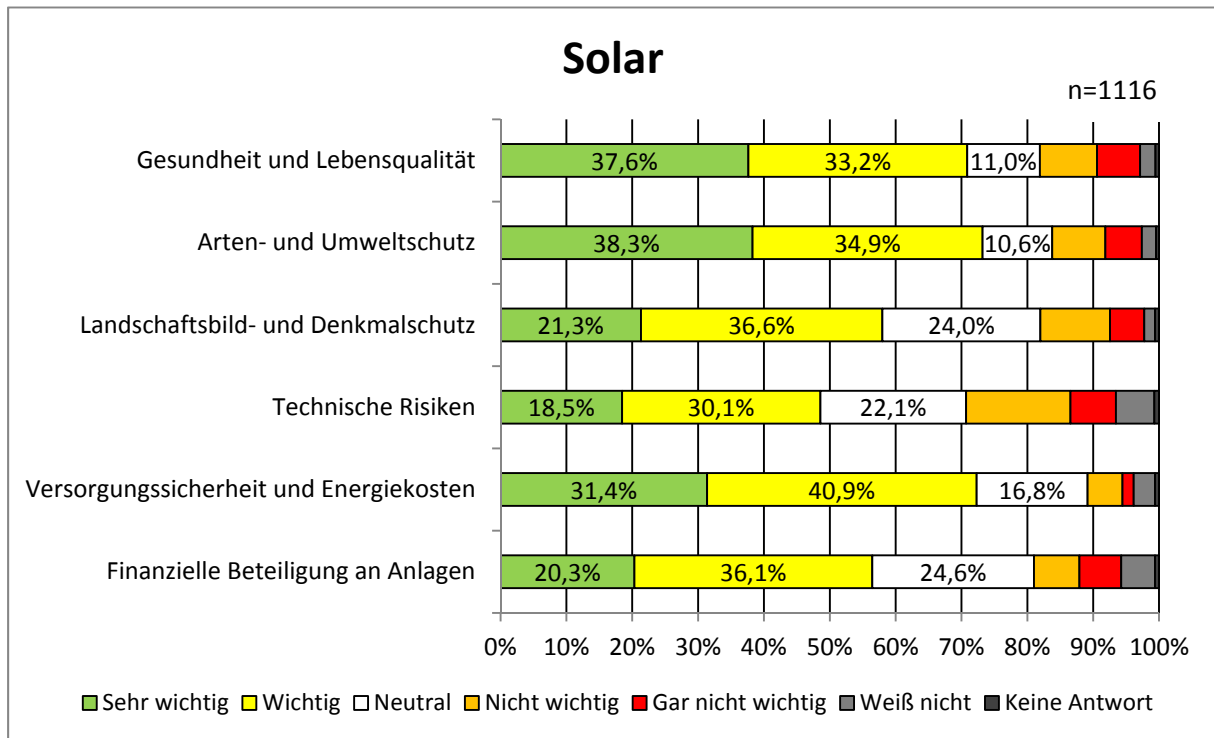 Solar
n=1116
Gesundheit und Lebensqualität 37,6% 33,2% 11,0%
Arten- und Umweltschutz 38,3% 34,9% 10,6%
Landschaftsbild- und Denkmalschutz 21,3% 36,6% 24,0%
Technische Risiken 18,5% 30,1% 22,1%
Versorgungssicherheit und Energiekosten 31,4% 40,9% 16,8%
Finanzielle Beteiligung an Anlagen 20,3% 36,1% 24,6%
0% 10% 20% 30% 40% 50% 60% 70% 80% 90% 100%
Sehr wichtig Wichtig Neutral Nicht wichtig Gar nicht wichtig Weiß nicht Keine Antwort